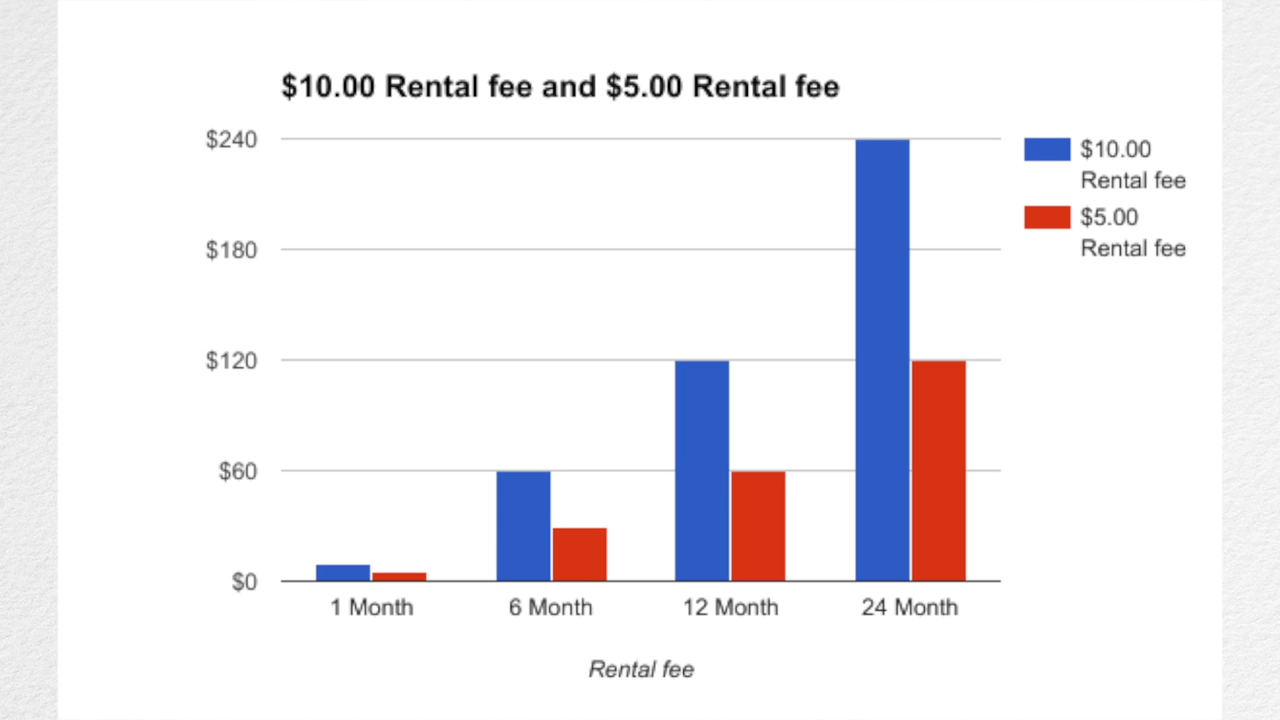 $10.00 Rental fee and $5.00 Rental fee
$240
$180
$120
$60
$0
1 Month
6 Month
12 Month
24 Month
Rental fee
$10.00
Rental fee
$5.00
Rental fee